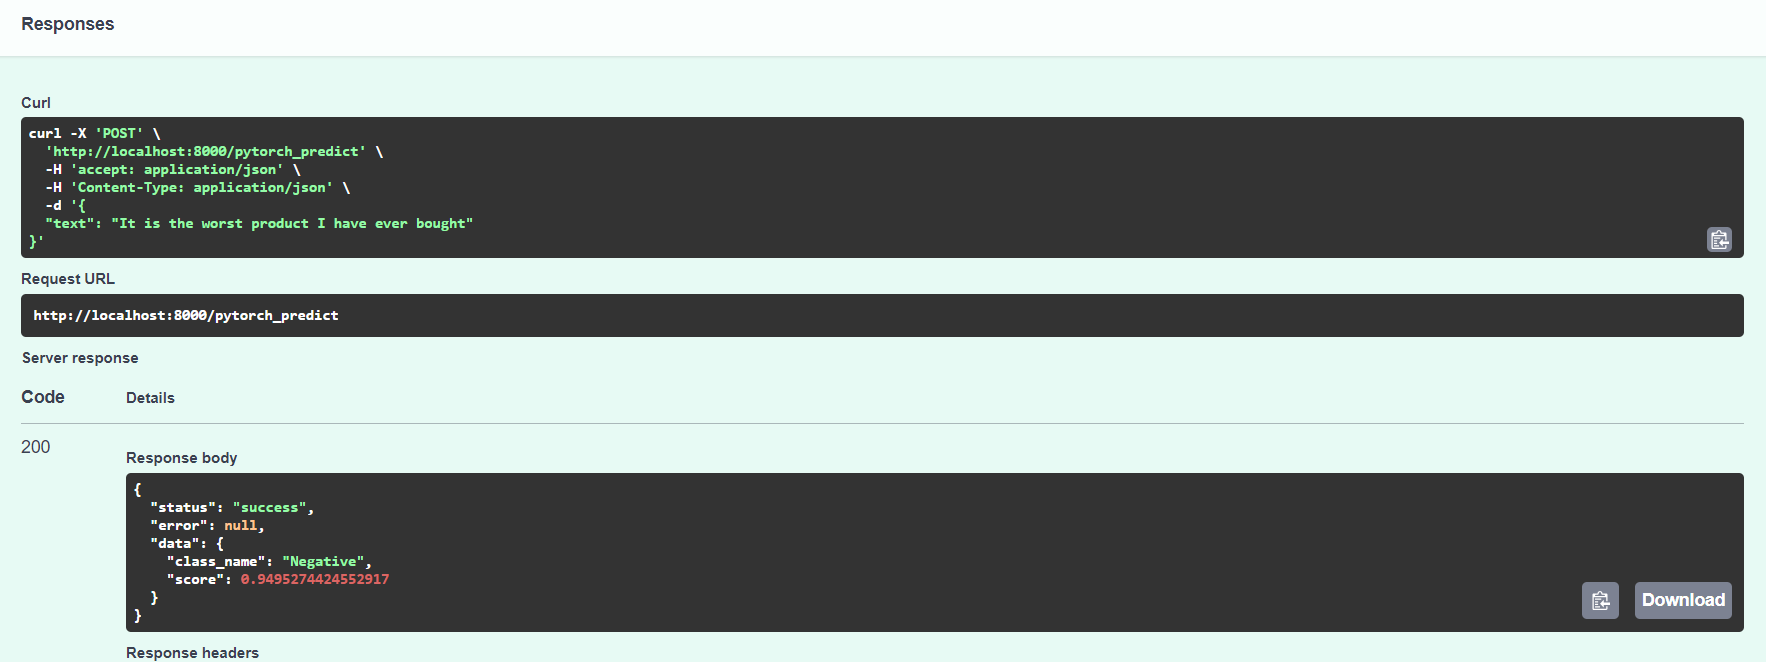 Responses
Curl
curl -X 'POST' \
  'http://localhost:8000/pytorch_predict' \
  -H 'accept: application/json' \
  -H 'Content-Type: application/json' \
  -d '{
  "text": "It is the worst product I have ever bought"
}'
Request URL
http://localhost:8000/pytorch_predict
Server response
Code Details
200
Response body
{
  "status": "success",
  "error": null,
  "data": {
    "class_name": "Negative",
    "score": 0.9495274424552917
  }
}
Download
Response headers